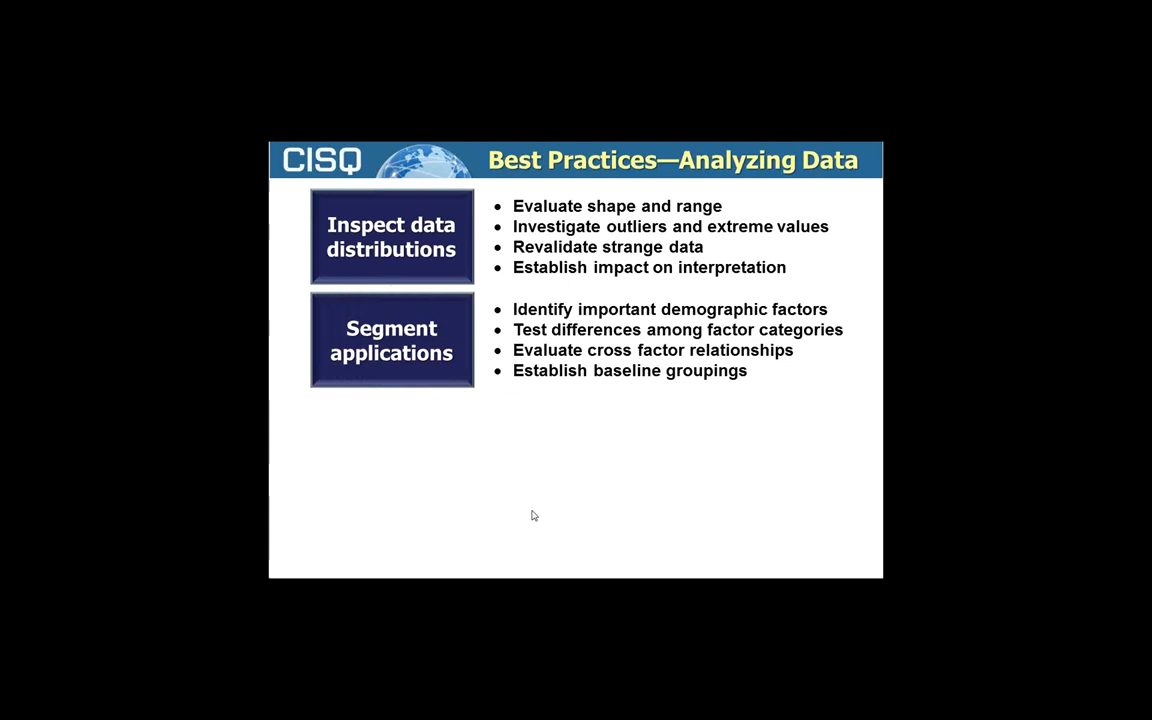 CISQ
Best Practices—Analyzing Data
Inspect data
distributions
• Evaluate shape and range
• Investigate outliers and extreme values
• Revalidate strange data
• Establish impact on interpretation
Segment
applications
• Identify important demographic factors
• Test differences among factor categories
• Evaluate cross factor relationships
• Establish baseline groupings